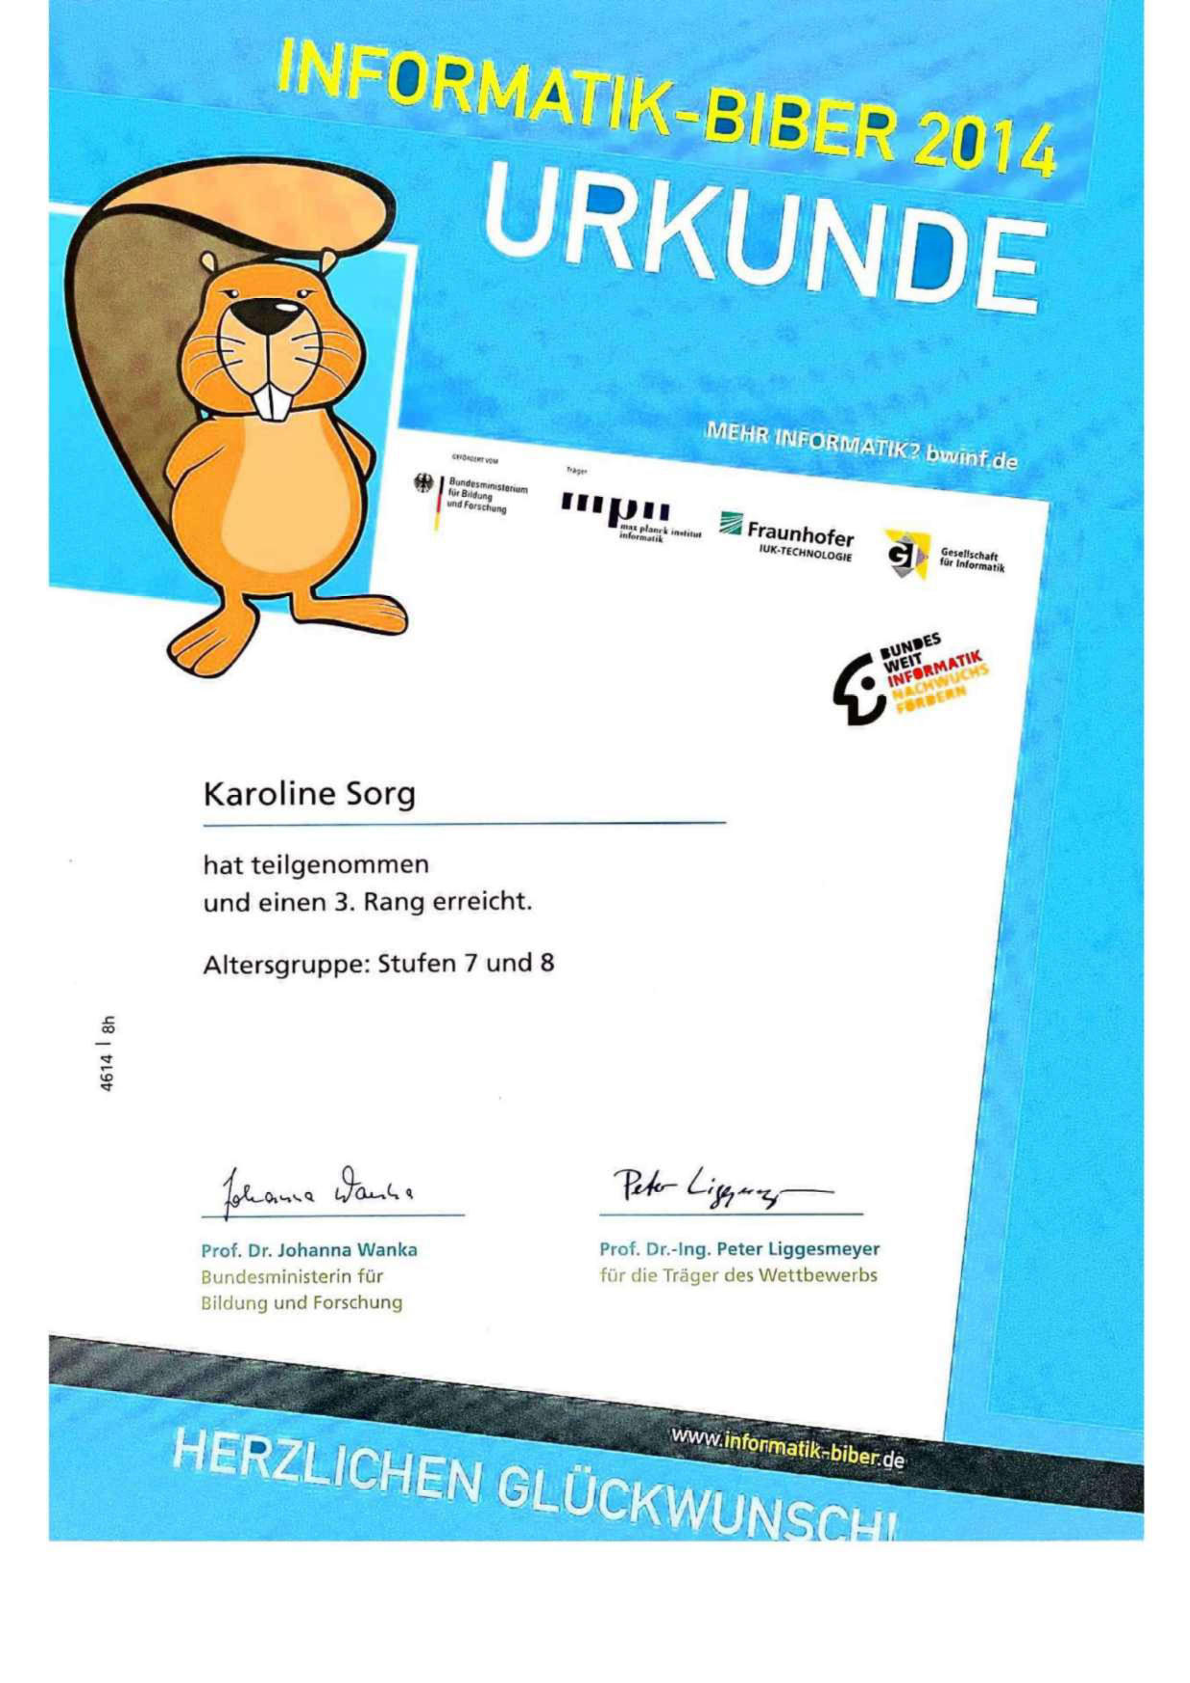 INFORMATIK-BIBER 2014
URKUNDE
MEHR INFORMATIK? bwinf.de
GEFÖRDERT VOM
Bundesministerium
für Bildung
und Forschung
Träger
mpii
max planck institut
informatik
Fraunhofer
IUK-TECHNOLOGIE
GI
Gesellschaft
für Informatik
BUNDES
WEIT
INFORMATIK
NACHWUCHS
FÖRDERN
Karoline Sorg
hat teilgenommen
und einen 3. Rang erreicht.
Altersgruppe: Stufen 7 und 8
4614 | 8h
Johanna Wanka
Peter Liggesmeyer
Prof. Dr. Johanna Wanka
Bundesministerin für
Bildung und Forschung
Prof. Dr.-Ing. Peter Liggesmeyer
für die Träger des Wettbewerbs
www.informatik-biber.de
HERZLICHEN GLÜCKWUNSCH!